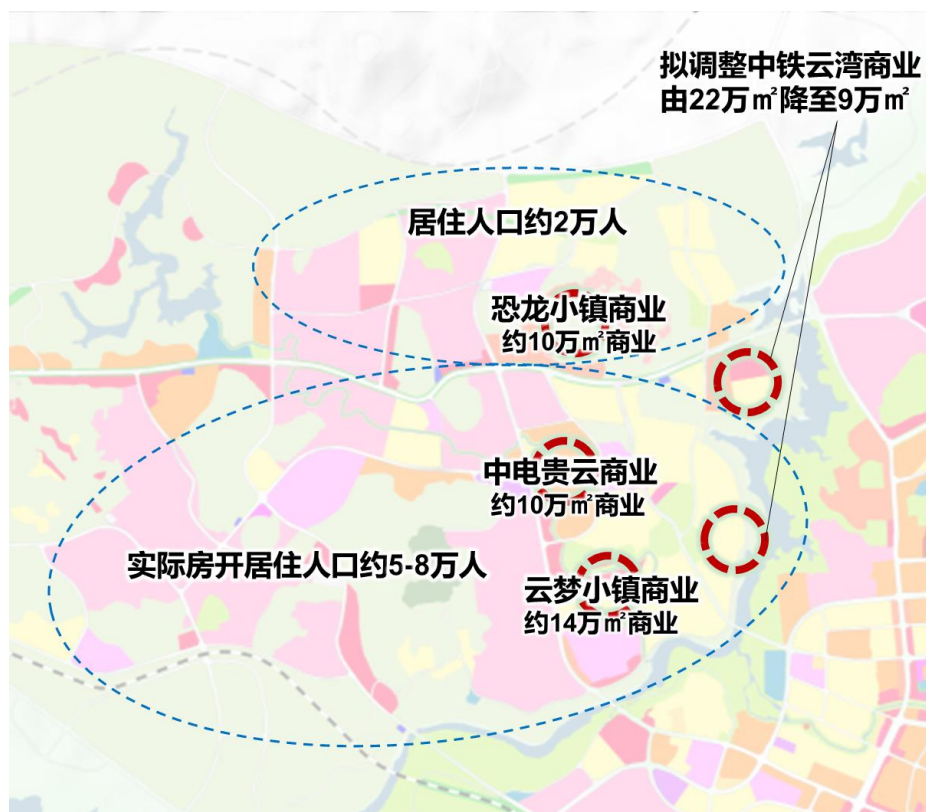 拟调整中铁云湾商业
由22万㎡降至9万㎡
居住人口约2万人
恐龙小镇商业
约10万㎡商业
中电贵云商业
约10万㎡商业
实际房开居住人口约5-8万人
云梦小镇商业
约14万㎡商业